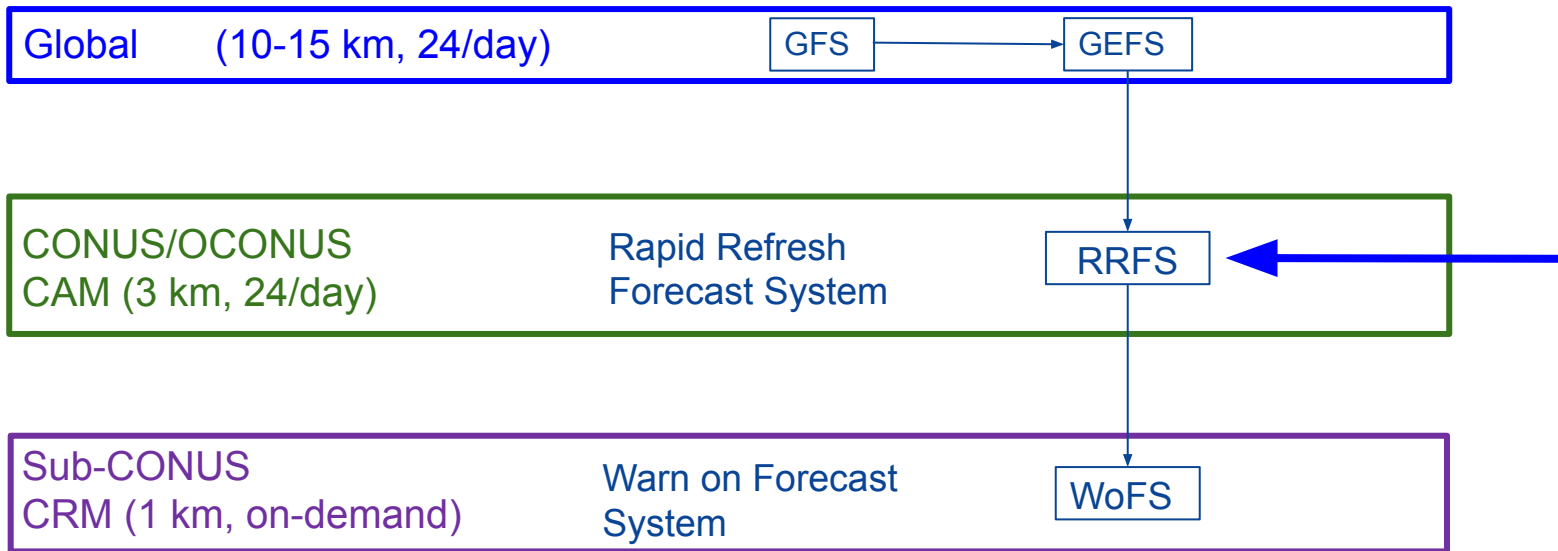 Global (10-15 km, 24/day)
GFS
GEFS
CONUS/OCONUS
CAM (3 km, 24/day)
Rapid Refresh
Forecast System
RRFS
Sub-CONUS
CRM (1 km, on-demand)
Warn on Forecast
System
WoFS